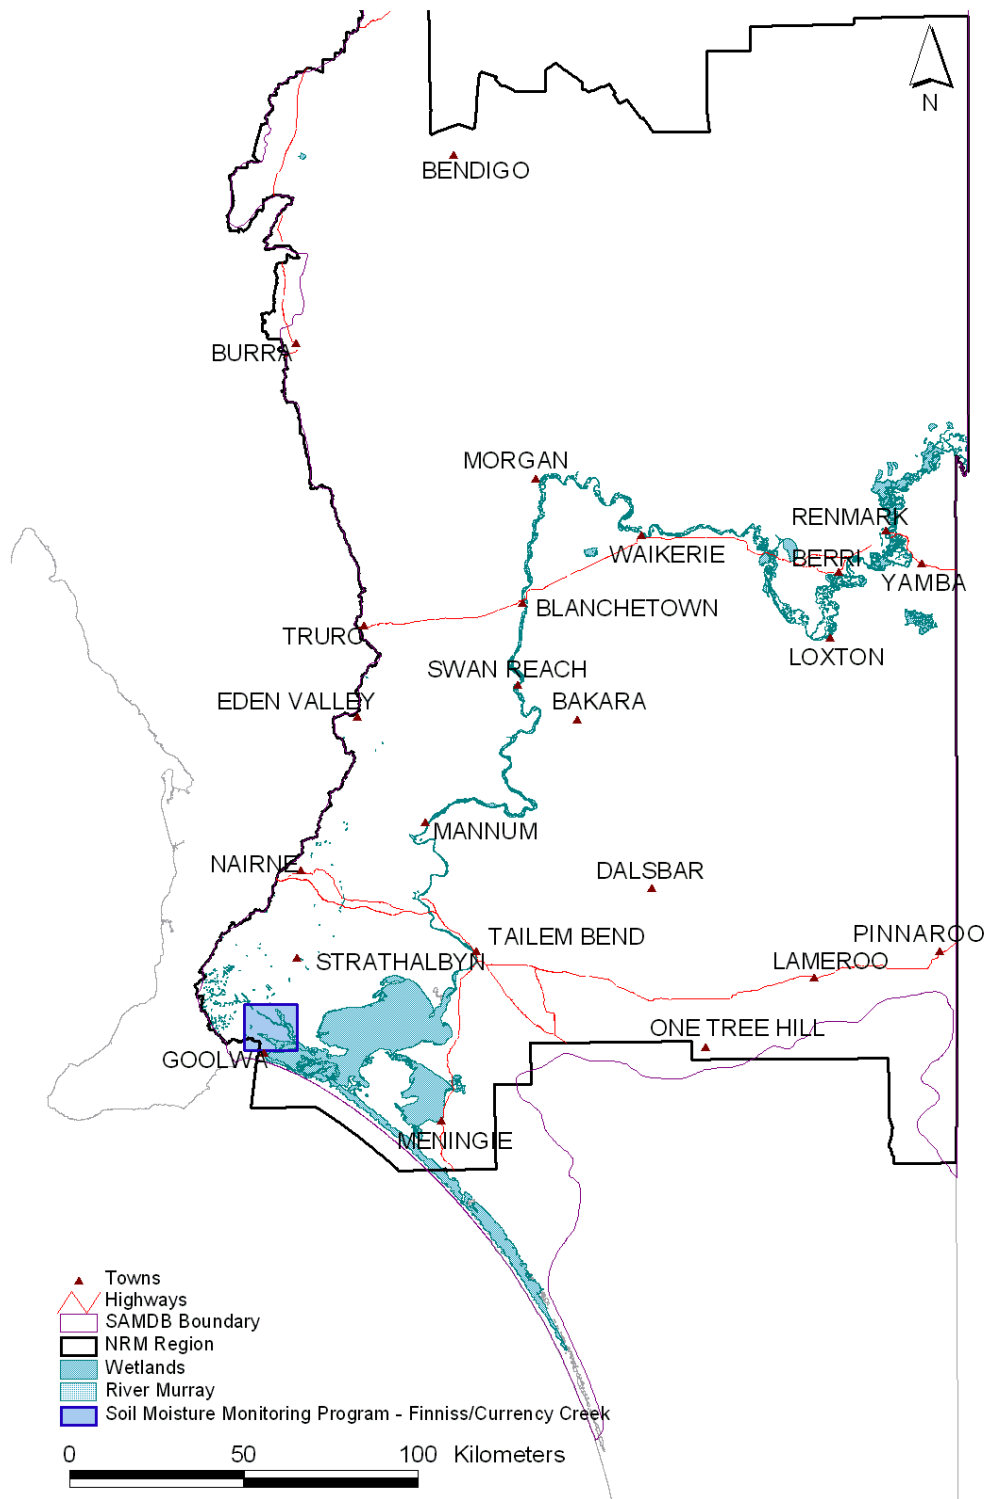 N
BENDIGO
BURRA
MORGAN
RENMARK
WAIKERIE
BERRI
YAMBA
BLANCHETOWN
TRURO
LOXTON
SWAN REACH
EDEN VALLEY
BAKARA
MANNUM
NAIRNE
DALSBAR
PINNAROO
TAILEM BEND
STRATHALBYN
LAMEROO
ONE TREE HILL
GOOLWA
MENINGIE
Towns
Highways
SAMDB Boundary
NRM Region
Wetlands
River Murray
Soil Moisture Monitoring Program - Finniss/Currency Creek
0 50 100 Kilometers